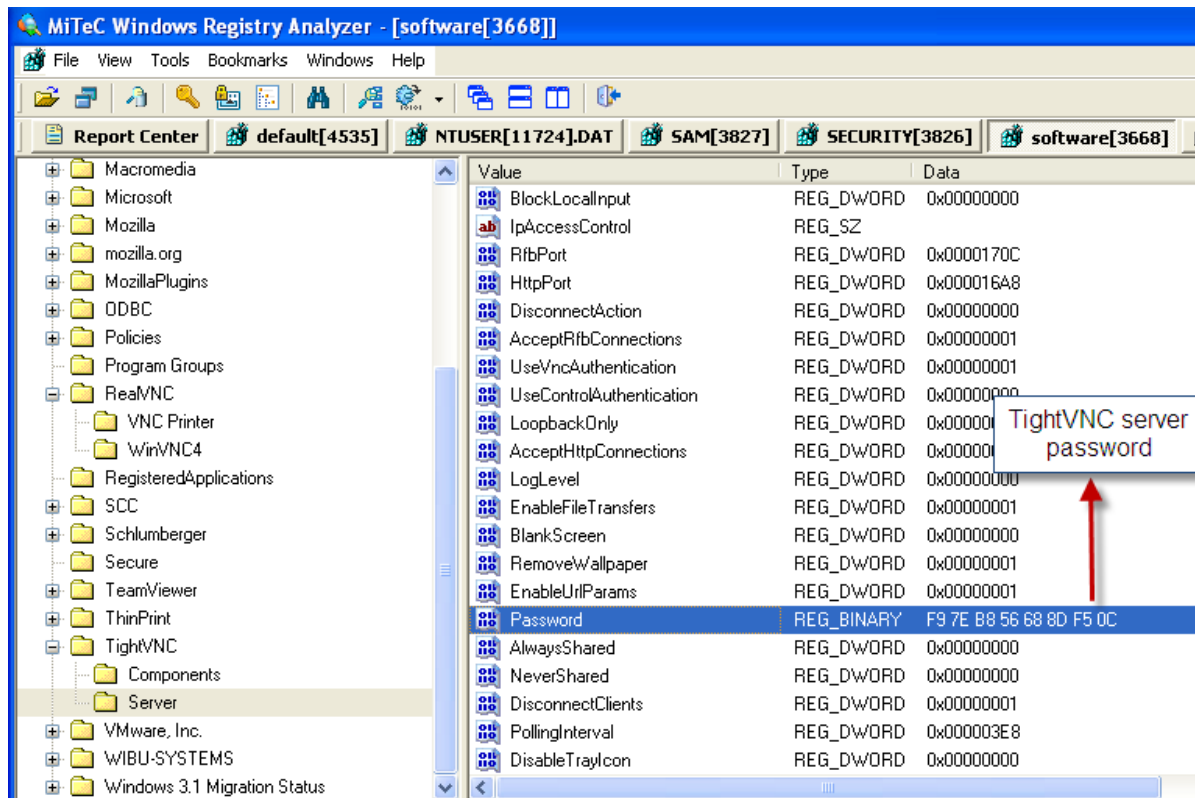 MiTeC Windows Registry Analyzer - [software[3668]]
File View Tools Bookmarks Windows Help
Report Center default[4535] NTUSER[11724].DAT SAM[3827] SECURITY[3826] software[3668]
Macromedia
Microsoft
Mozilla
mozilla.org
MozillaPlugins
ODBC
Policies
Program Groups
RealVNC
VNC Printer
WinVNC4
RegisteredApplications
SCC
Schlumberger
Secure
TeamViewer
ThinPrint
TightVNC
Components
Server
VMware, Inc.
WIBU-SYSTEMS
Windows 3.1 Migration Status
Value Type Data
BlockLocalInput REG_DWORD 0x00000000
IpAccessControl REG_SZ
RfbPort REG_DWORD 0x0000170C
HttpPort REG_DWORD 0x000016A8
DisconnectAction REG_DWORD 0x00000000
AcceptRfbConnections REG_DWORD 0x00000001
UseVncAuthentication REG_DWORD 0x00000001
UseControlAuthentication REG_DWORD 0x00000000
LoopbackOnly REG_DWORD
AcceptHttpConnections REG_DWORD
LogLevel REG_DWORD 0x00000000
EnableFileTransfers REG_DWORD 0x00000001
BlankScreen REG_DWORD 0x00000000
RemoveWallpaper REG_DWORD 0x00000001
EnableUrlParams REG_DWORD 0x00000001
Password REG_BINARY F9 7E B8 56 68 8D F5 0C
AlwaysShared REG_DWORD 0x00000000
NeverShared REG_DWORD 0x00000000
DisconnectClients REG_DWORD 0x00000001
PollingInterval REG_DWORD 0x000003E8
DisableTrayIcon REG_DWORD 0x00000000
TightVNC server
password